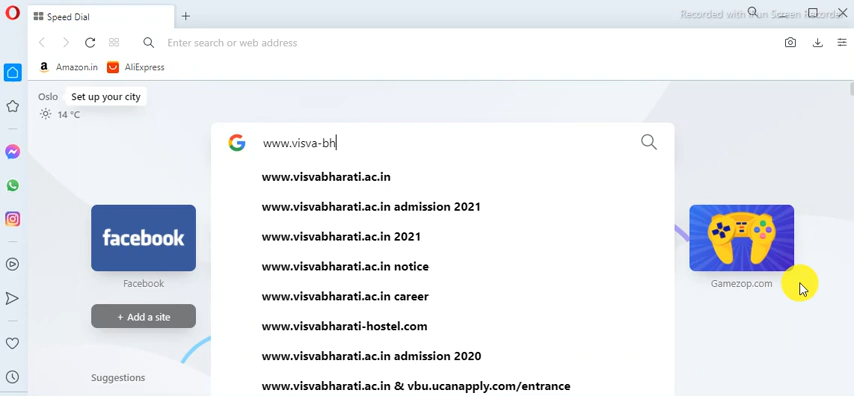 Speed Dial
Recorded with iFun Screen Recorder
Enter search or web address
Amazon.in
AliExpress
Oslo
Set up your city
14 °C
www.visva-bh
www.visvabharati.ac.in
www.visvabharati.ac.in admission 2021
www.visvabharati.ac.in 2021
www.visvabharati.ac.in notice
www.visvabharati.ac.in career
www.visvabharati-hostel.com
www.visvabharati.ac.in admission 2020
www.visvabharati.ac.in & vbu.ucanapply.com/entrance
facebook
Facebook
Gamezop.com
+ Add a site
Suggestions